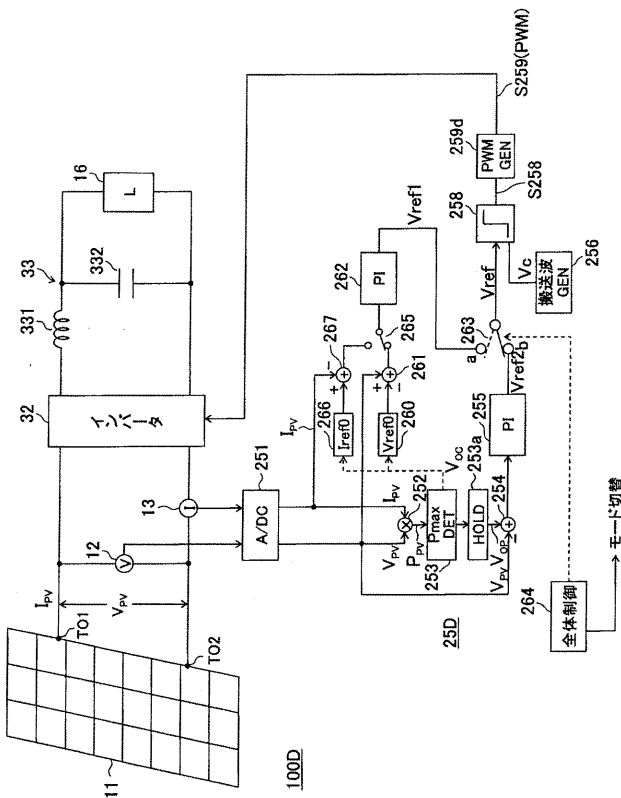 100D
11
TO1
TO2
IPV
VPV
12
V
13
I
32
インバータ
33
331
332
16
L
251
A/DC
IPV
IPV
VPV
252
PPV
253
Pmax
DET
VOC
253a
HOLD
VOP
VPV
254
266
Iref0
267
+
-
260
Vref0
261
+
-
265
262
PI
Vref1
255
PI
Vref2
263
a
b
Vref
Vc
258
S258
256
搬送波
GEN
259d
PWM
GEN
S259(PWM)
25D
264
全体制御
モード切替